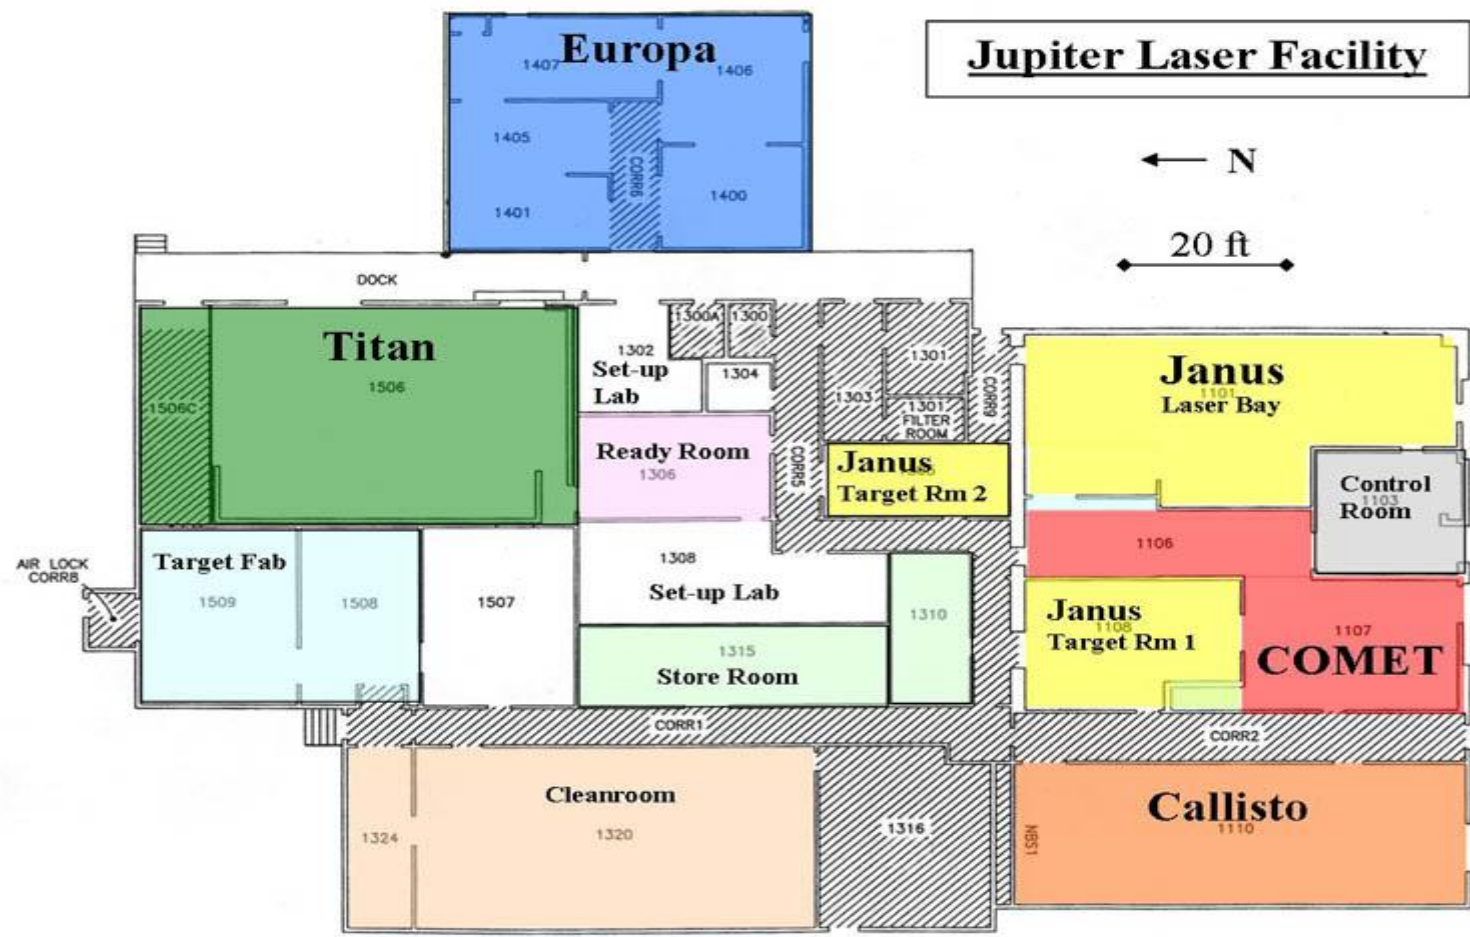 Jupiter Laser Facility
N
20 ft
Europa
1407
1406
1405
CORR6
1401
1400
DOCK
Titan
1506
1506C
1302
Set-up
Lab
1300A
1300
1304
1303
1301
1301
FILTER
ROOM
CORR9
CORR5
Ready Room
1306
Janus
Target Rm 2
Janus
1101
Laser Bay
Control
1103
Room
1106
AIR LOCK
CORR8
Target Fab
1509
1508
1507
1308
Set-up Lab
1310
1315
Store Room
Janus
1108
Target Rm 1
1107
COMET
CORR1
CORR2
Cleanroom
1324
1320
1316
NBS1
Callisto
1110